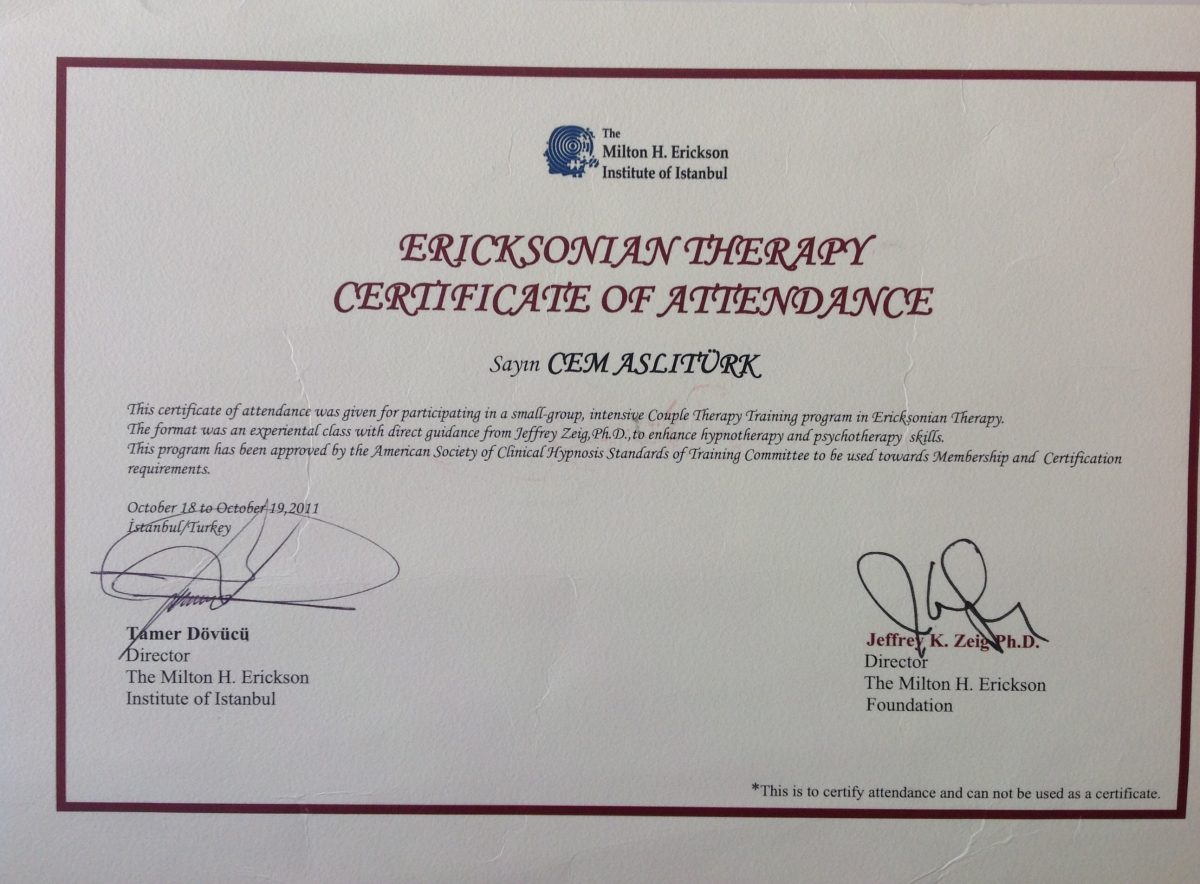 The
Milton H. Erickson
Institute of Istanbul
ERICKSONIAN THERAPY
CERTIFICATE OF ATTENDANCE
Sayın CEM ASLITÜRK
This certificate of attendance was given for participating in a small-group, intensive Couple Therapy Training program in Ericksonian Therapy.
The format was an experiental class with direct guidance from Jeffrey Zeig,Ph.D.,to enhance hypnotherapy and psychotherapy skills.
This program has been approved by the American Society of Clinical Hypnosis Standards of Training Committee to be used towards Membership and Certification
requirements.
October 18 to October 19,2011
İstanbul/Turkey
Tamer Dövücü
Director
The Milton H. Erickson
Institute of Istanbul
Jeffrey K. Zeig Ph.D.
Director
The Milton H. Erickson
Foundation
*This is to certify attendance and can not be used as a certificate.